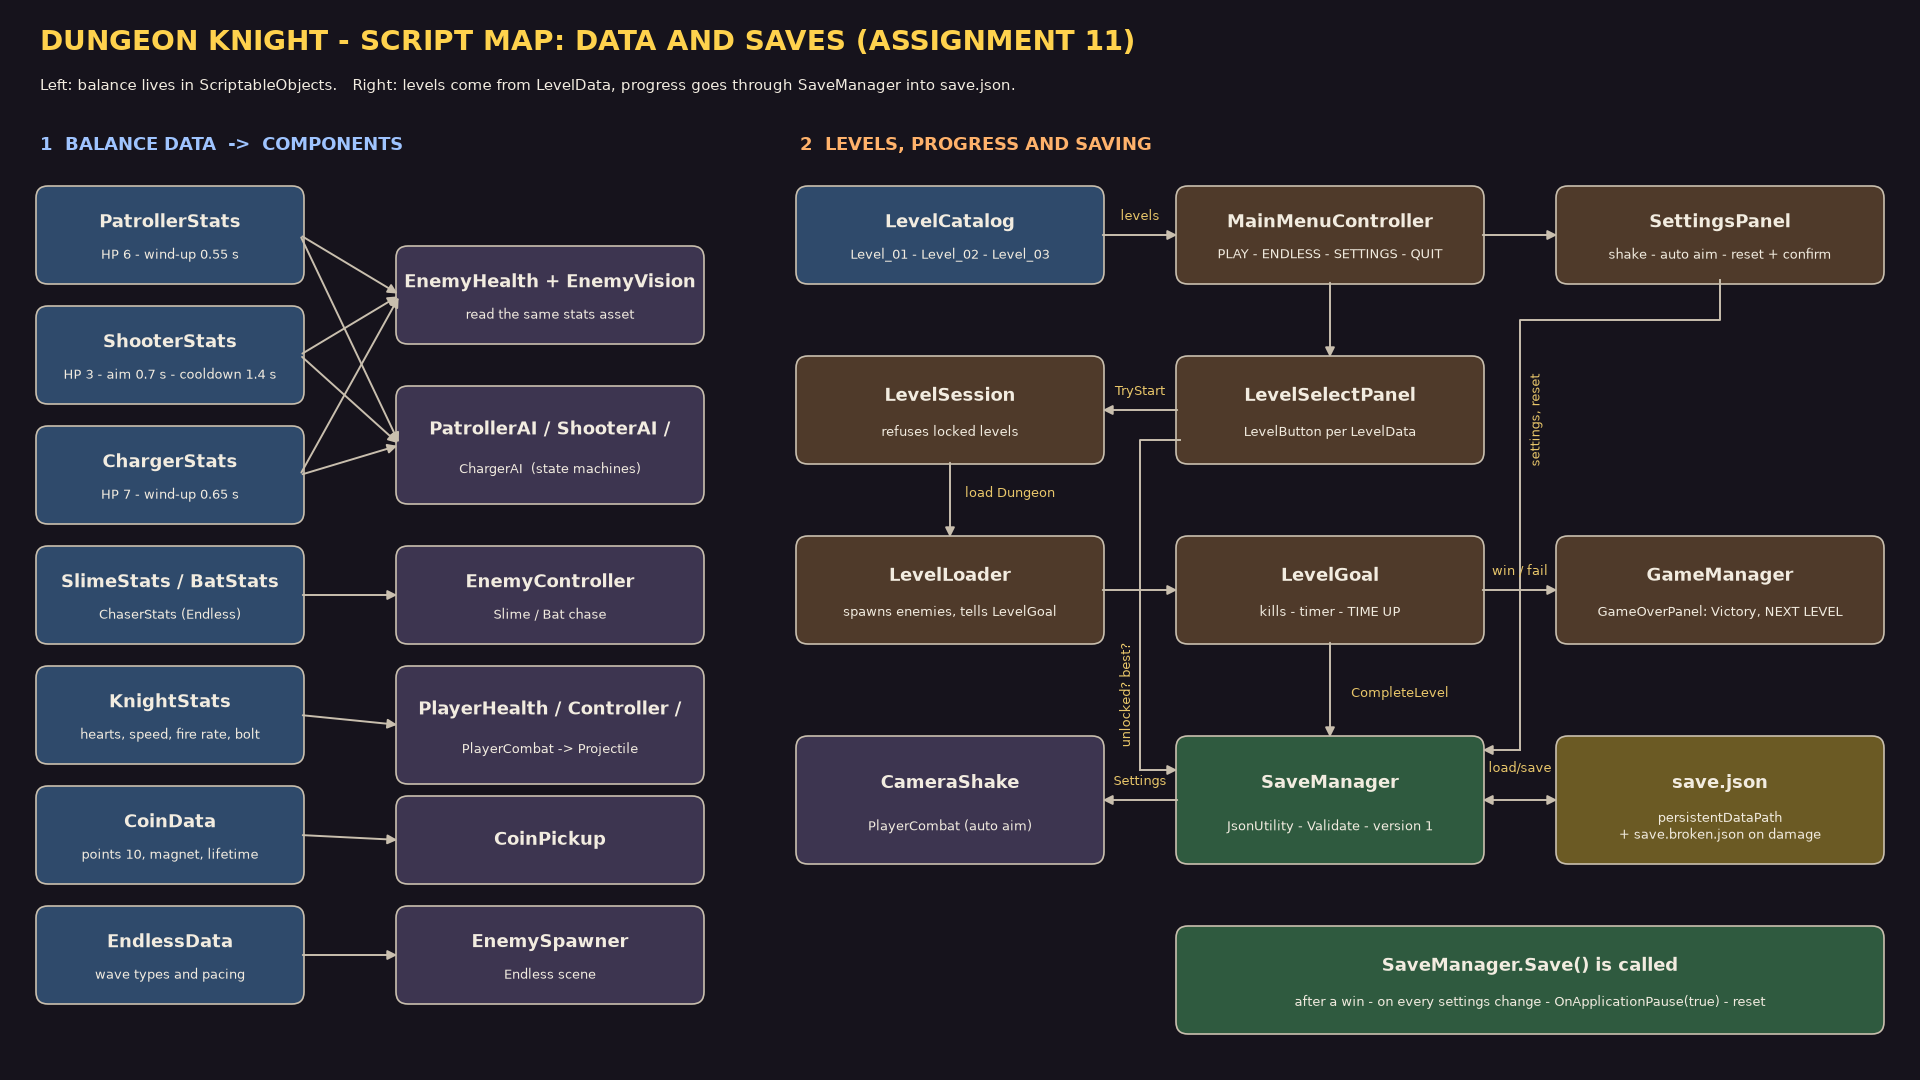 DUNGEON KNIGHT - SCRIPT MAP: DATA AND SAVES (ASSIGNMENT 11)
Left: balance lives in ScriptableObjects.   Right: levels come from LevelData, progress goes through SaveManager into save.json.
1  BALANCE DATA  ->  COMPONENTS
PatrollerStats
HP 6 - wind-up 0.55 s
ShooterStats
HP 3 - aim 0.7 s - cooldown 1.4 s
ChargerStats
HP 7 - wind-up 0.65 s
SlimeStats / BatStats
ChaserStats (Endless)
KnightStats
hearts, speed, fire rate, bolt
CoinData
points 10, magnet, lifetime
EndlessData
wave types and pacing
EnemyHealth + EnemyVision
read the same stats asset
PatrollerAI / ShooterAI /
ChargerAI  (state machines)
EnemyController
Slime / Bat chase
PlayerHealth / Controller /
PlayerCombat -> Projectile
CoinPickup
EnemySpawner
Endless scene
2  LEVELS, PROGRESS AND SAVING
LevelCatalog
Level_01 - Level_02 - Level_03
levels
MainMenuController
PLAY - ENDLESS - SETTINGS - QUIT
SettingsPanel
shake - auto aim - reset + confirm
LevelSession
refuses locked levels
TryStart
LevelSelectPanel
LevelButton per LevelData
settings, reset
load Dungeon
LevelLoader
spawns enemies, tells LevelGoal
LevelGoal
kills - timer - TIME UP
win / fail
GameManager
GameOverPanel: Victory, NEXT LEVEL
unlocked? best?
CompleteLevel
CameraShake
PlayerCombat (auto aim)
Settings
SaveManager
JsonUtility - Validate - version 1
load/save
save.json
persistentDataPath
+ save.broken.json on damage
SaveManager.Save() is called
after a win - on every settings change - OnApplicationPause(true) - reset